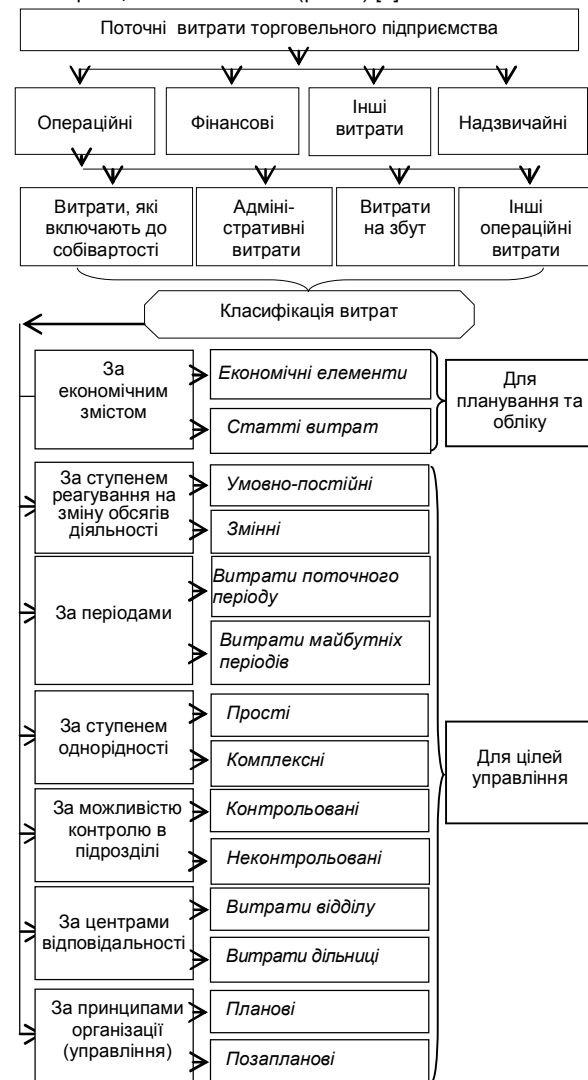 Поточні витрати торговельного підприємства
Операційні
Фінансові
Інші
витрати
Надзвичайні
Витрати, які
включають до
собівартості
Адміні-
стративні
витрати
Витрати
на збут
Інші
операційні
витрати
Класифікація витрат
За
економічним
змістом
Економічні елементи
Статті витрат
Для
планування та
обліку
За ступенем
реагування на
зміну обсягів
діяльності
Умовно-постійні
Змінні
За періодами
Витрати поточного
періоду
Витрати майбутніх
періодів
За ступенем
однорідності
Прості
Комплексні
Для цілей
управління
За можливістю
контролю в
підрозділі
Контрольовані
Неконтрольовані
За центрами
відповідальності
Витрати відділу
Витрати дільниці
За принципами
організації
(управління)
Планові
Позапланові